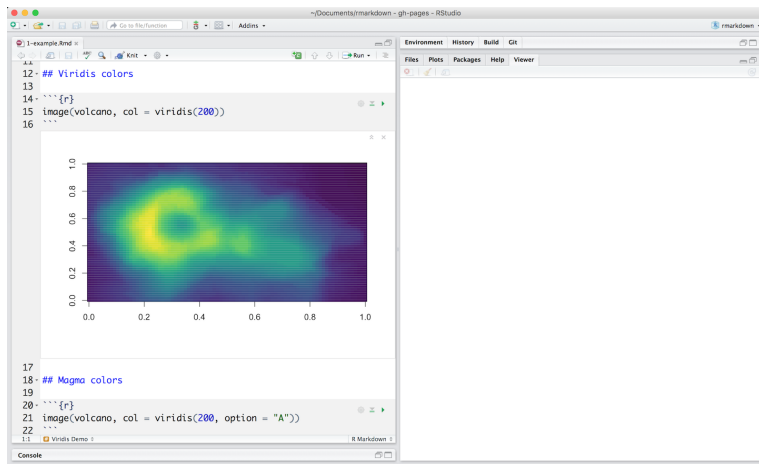 ~/Documents/rmarkdown - gh-pages - RStudio
Go to file/function Addins rmarkdown
1-example.Rmd
Knit Run
11
12 ## Viridis colors
13
14 ```{r}
15 image(volcano, col = viridis(200))
16 ```
1.0
0.8
0.6
0.4
0.2
0.0
0.0 0.2 0.4 0.6 0.8 1.0
17
18 ## Magma colors
19
20 ```{r}
21 image(volcano, col = viridis(200, option = "A"))
22 ```
1:1 Viridis Demo R Markdown
Console
Environment History Build Git
Files Plots Packages Help Viewer